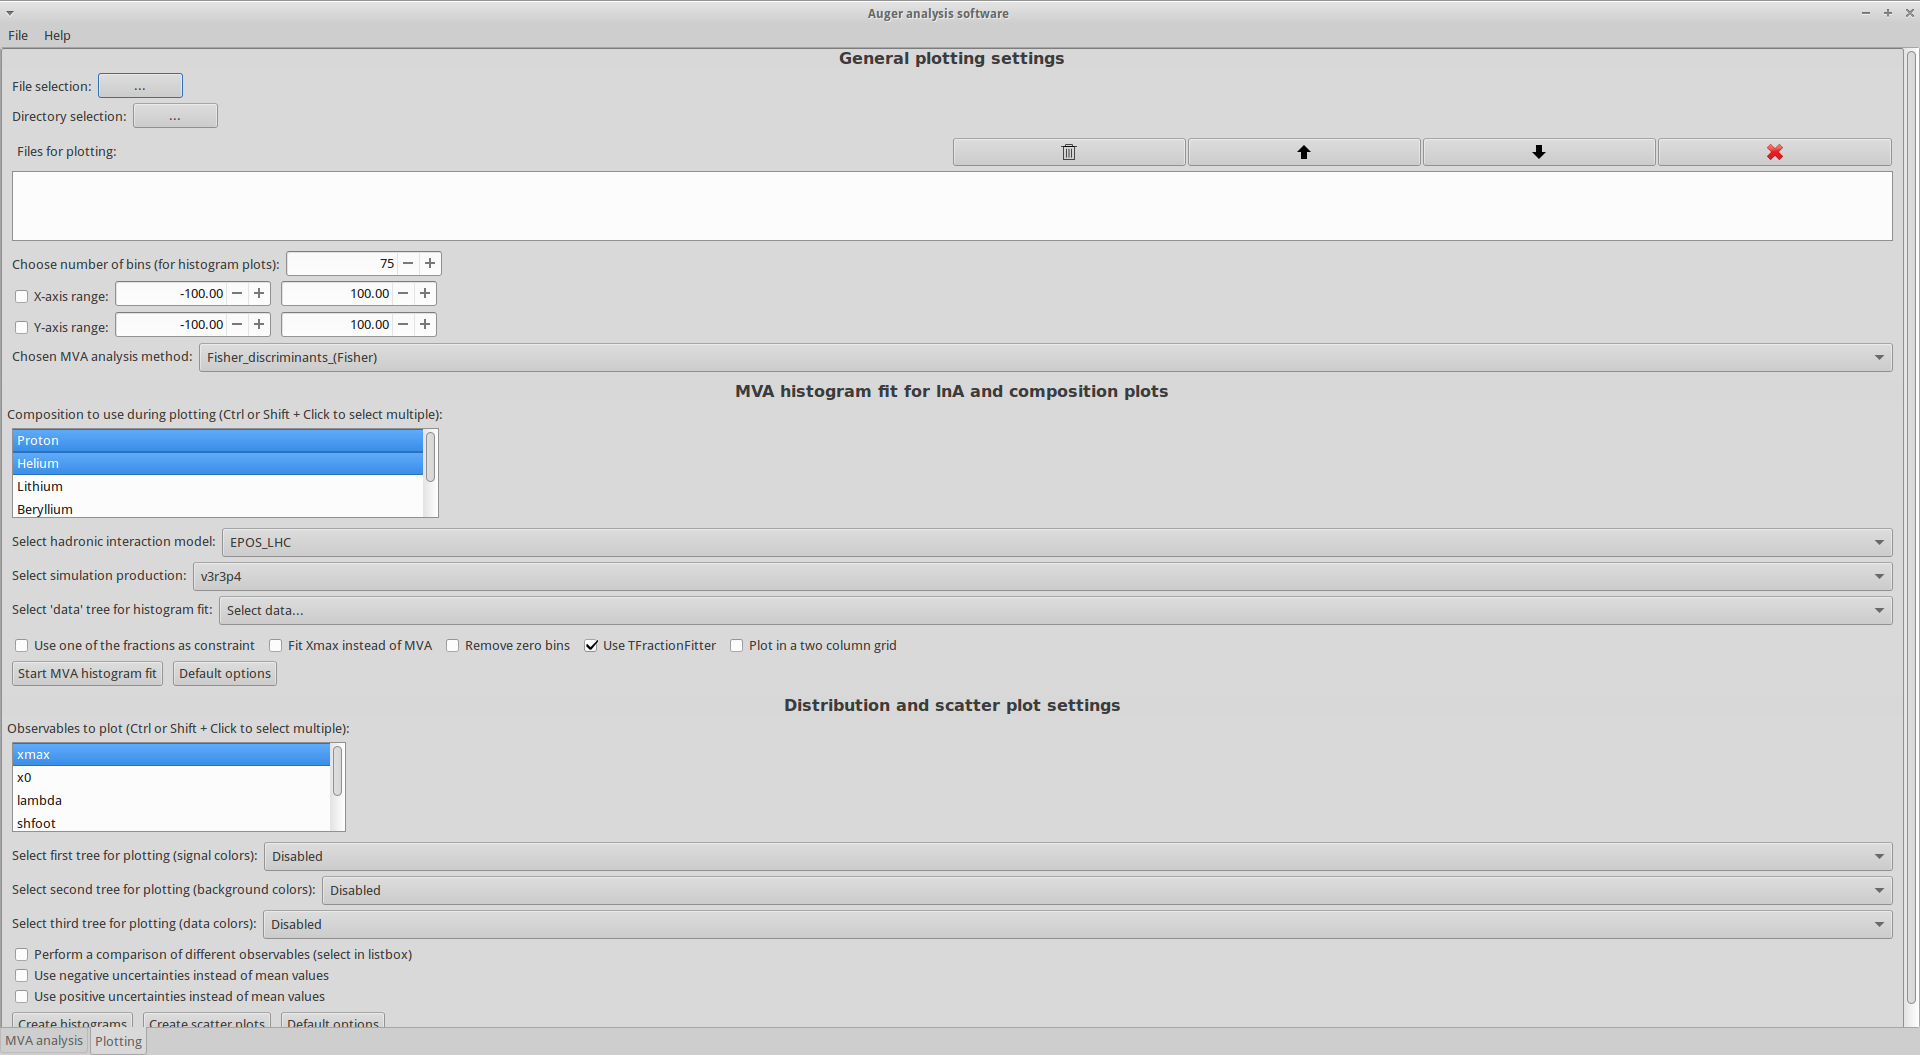 Auger analysis software
File Help
General plotting settings
File selection: ...
Directory selection: ...
Files for plotting:
Choose number of bins (for histogram plots): 75
X-axis range: -100.00 100.00
Y-axis range: -100.00 100.00
Chosen MVA analysis method: Fisher_discriminants_(Fisher)
MVA histogram fit for lnA and composition plots
Composition to use during plotting (Ctrl or Shift + Click to select multiple):
Proton
Helium
Lithium
Beryllium
Select hadronic interaction model: EPOS_LHC
Select simulation production: v3r3p4
Select 'data' tree for histogram fit: Select data...
Use one of the fractions as constraint Fit Xmax instead of MVA Remove zero bins Use TFractionFitter Plot in a two column grid
Start MVA histogram fit Default options
Distribution and scatter plot settings
Observables to plot (Ctrl or Shift + Click to select multiple):
xmax
x0
lambda
shfoot
Select first tree for plotting (signal colors): Disabled
Select second tree for plotting (background colors): Disabled
Select third tree for plotting (data colors): Disabled
Perform a comparison of different observables (select in listbox)
Use negative uncertainties instead of mean values
Use positive uncertainties instead of mean values
Create histograms Create scatter plots Default options
MVA analysis Plotting